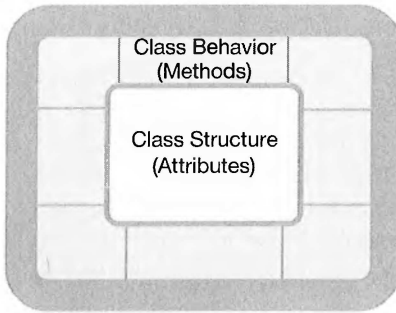 Class Behavior
(Methods)
Class Structure
(Attributes)